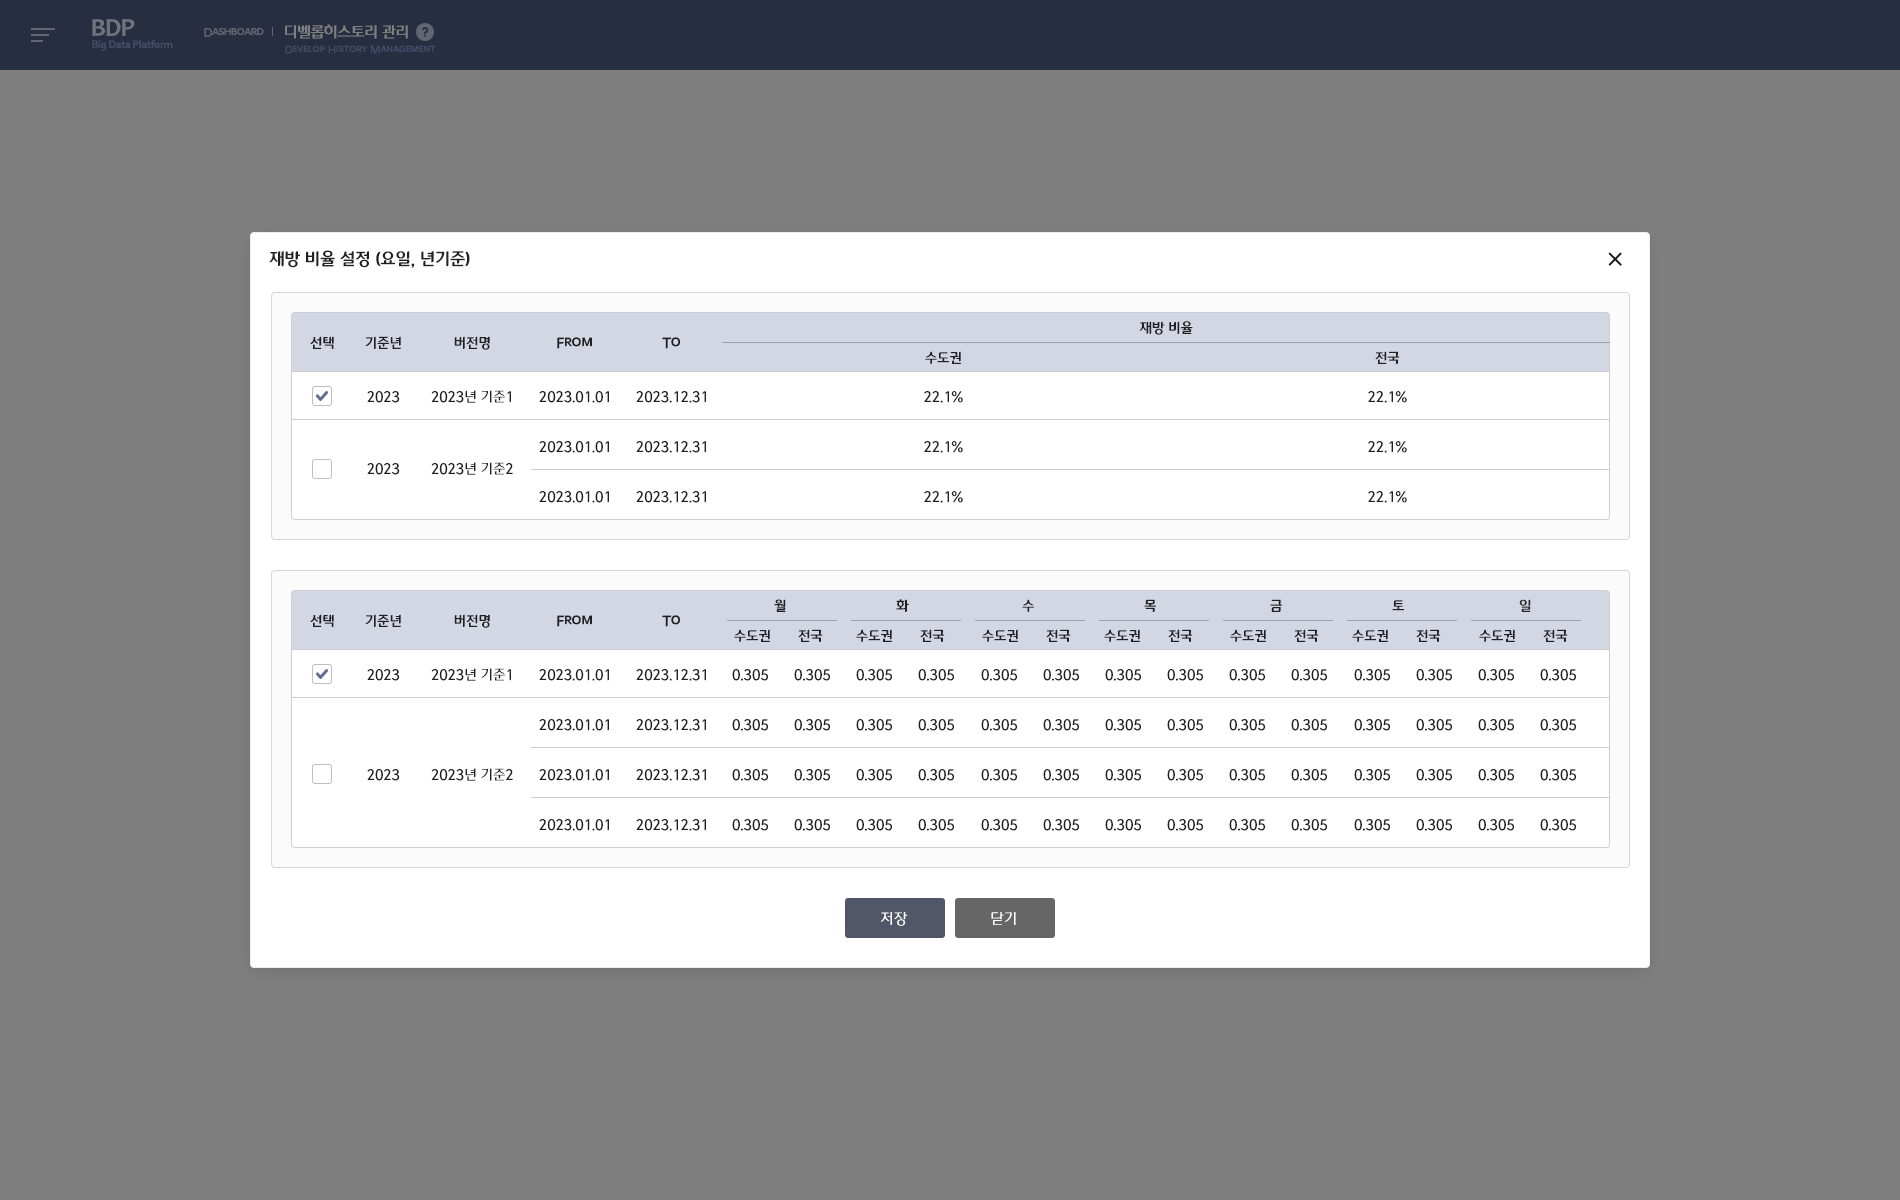 BDP
Big Data Platform
DASHBOARD | 디벨롭히스토리 관리 ?
DEVELOP HISTORY MANAGEMENT
재방 비율 설정 (요일, 년기준)
선택 기준년 버전명 FROM TO 재방 비율
수도권 전국
2023 2023년 기준1 2023.01.01 2023.12.31 22.1% 22.1%
2023.01.01 2023.12.31 22.1% 22.1%
2023 2023년 기준2
2023.01.01 2023.12.31 22.1% 22.1%
선택 기준년 버전명 FROM TO 월 화 수 목 금 토 일
수도권 전국 수도권 전국 수도권 전국 수도권 전국 수도권 전국 수도권 전국 수도권 전국
2023 2023년 기준1 2023.01.01 2023.12.31 0.305 0.305 0.305 0.305 0.305 0.305 0.305 0.305 0.305 0.305 0.305 0.305 0.305 0.305
2023.01.01 2023.12.31 0.305 0.305 0.305 0.305 0.305 0.305 0.305 0.305 0.305 0.305 0.305 0.305 0.305 0.305
2023 2023년 기준2 2023.01.01 2023.12.31 0.305 0.305 0.305 0.305 0.305 0.305 0.305 0.305 0.305 0.305 0.305 0.305 0.305 0.305
2023.01.01 2023.12.31 0.305 0.305 0.305 0.305 0.305 0.305 0.305 0.305 0.305 0.305 0.305 0.305 0.305 0.305
저장 닫기